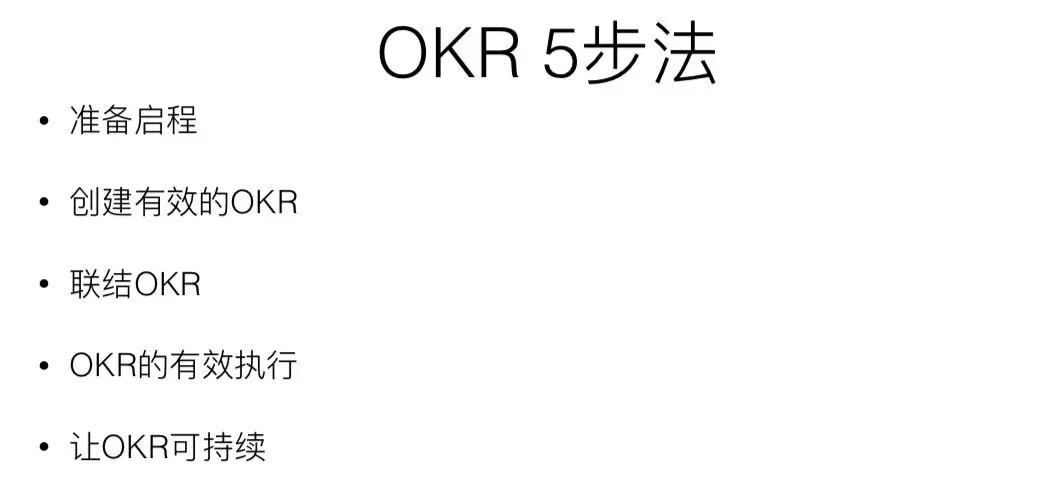 OKR 5步法
• 准备启程
• 创建有效的OKR
• 联结OKR
• OKR的有效执行
• 让OKR可持续